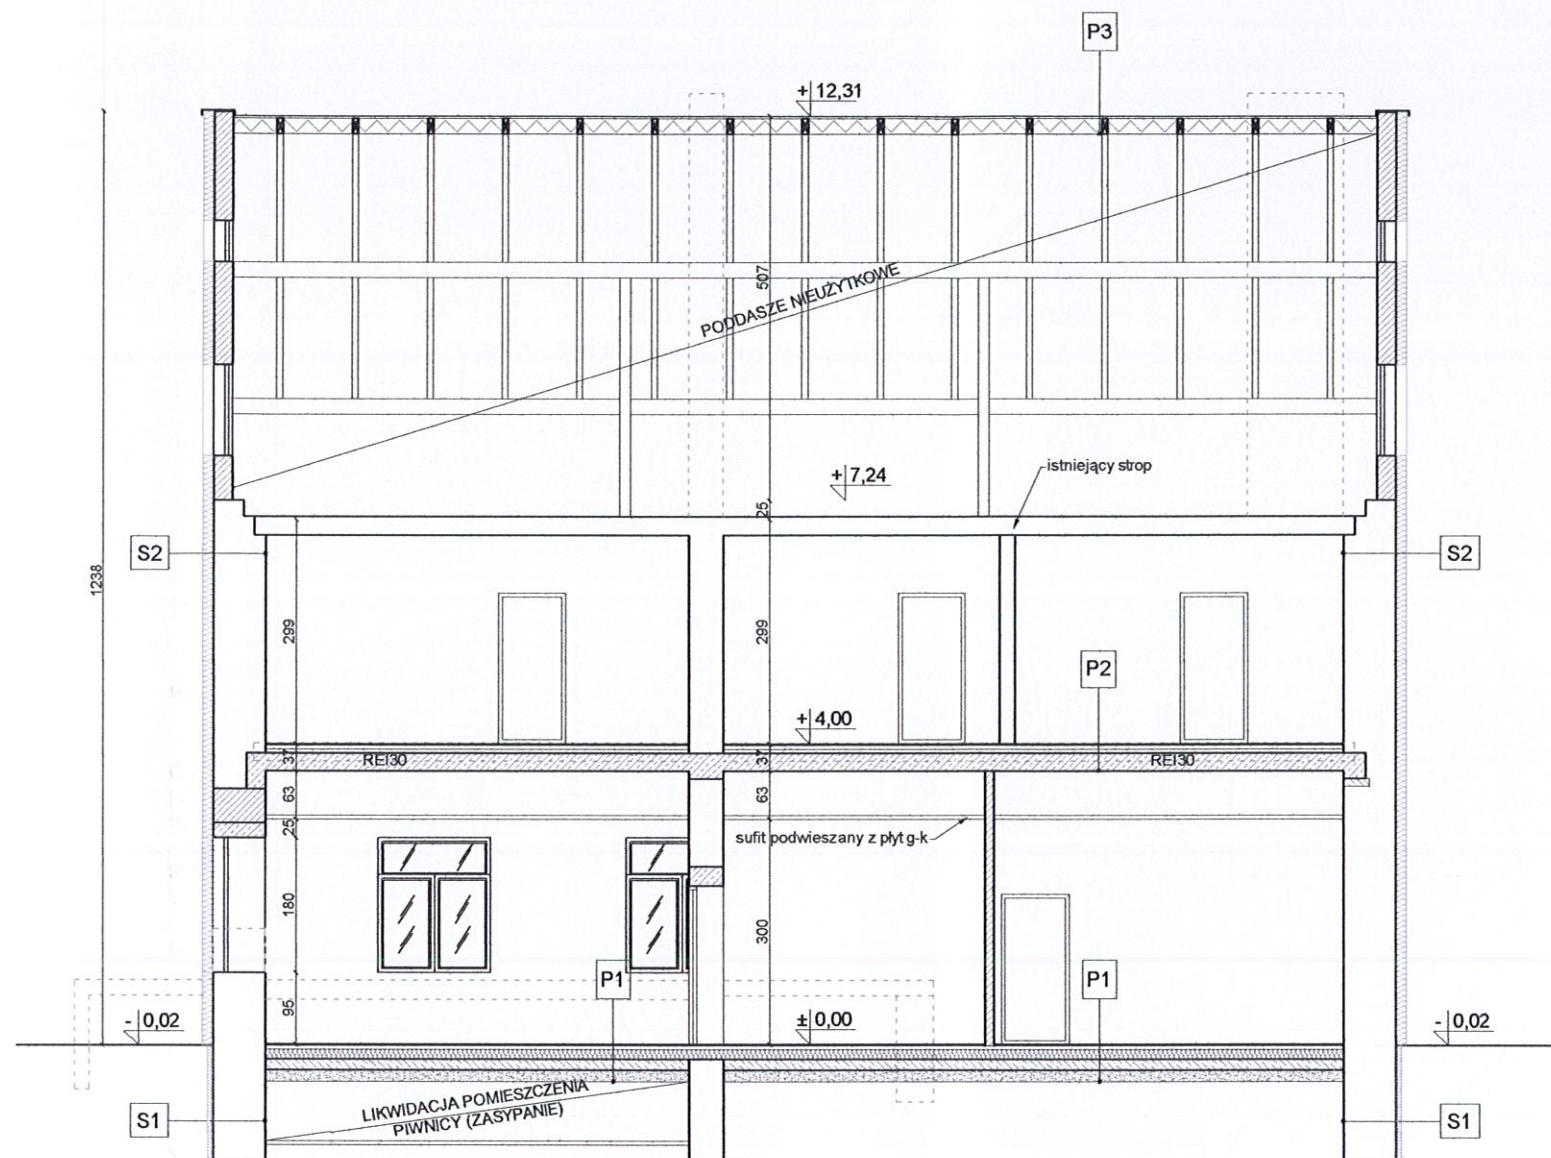 P3
+ 12,31
507
PODDASZE NIEUŻYTKOWE
+ 7,24
istniejący strop
25
S2
S2
1238
299
299
P2
+ 4,00
37
REI30
37
REI30
63
63
25
sufit podwieszany z płyt g-k
180
300
P1
P1
95
- 0,02
± 0,00
- 0,02
LIKWIDACJA POMIESZCZENIA
PIWNICY (ZASYPANIE)
S1
S1